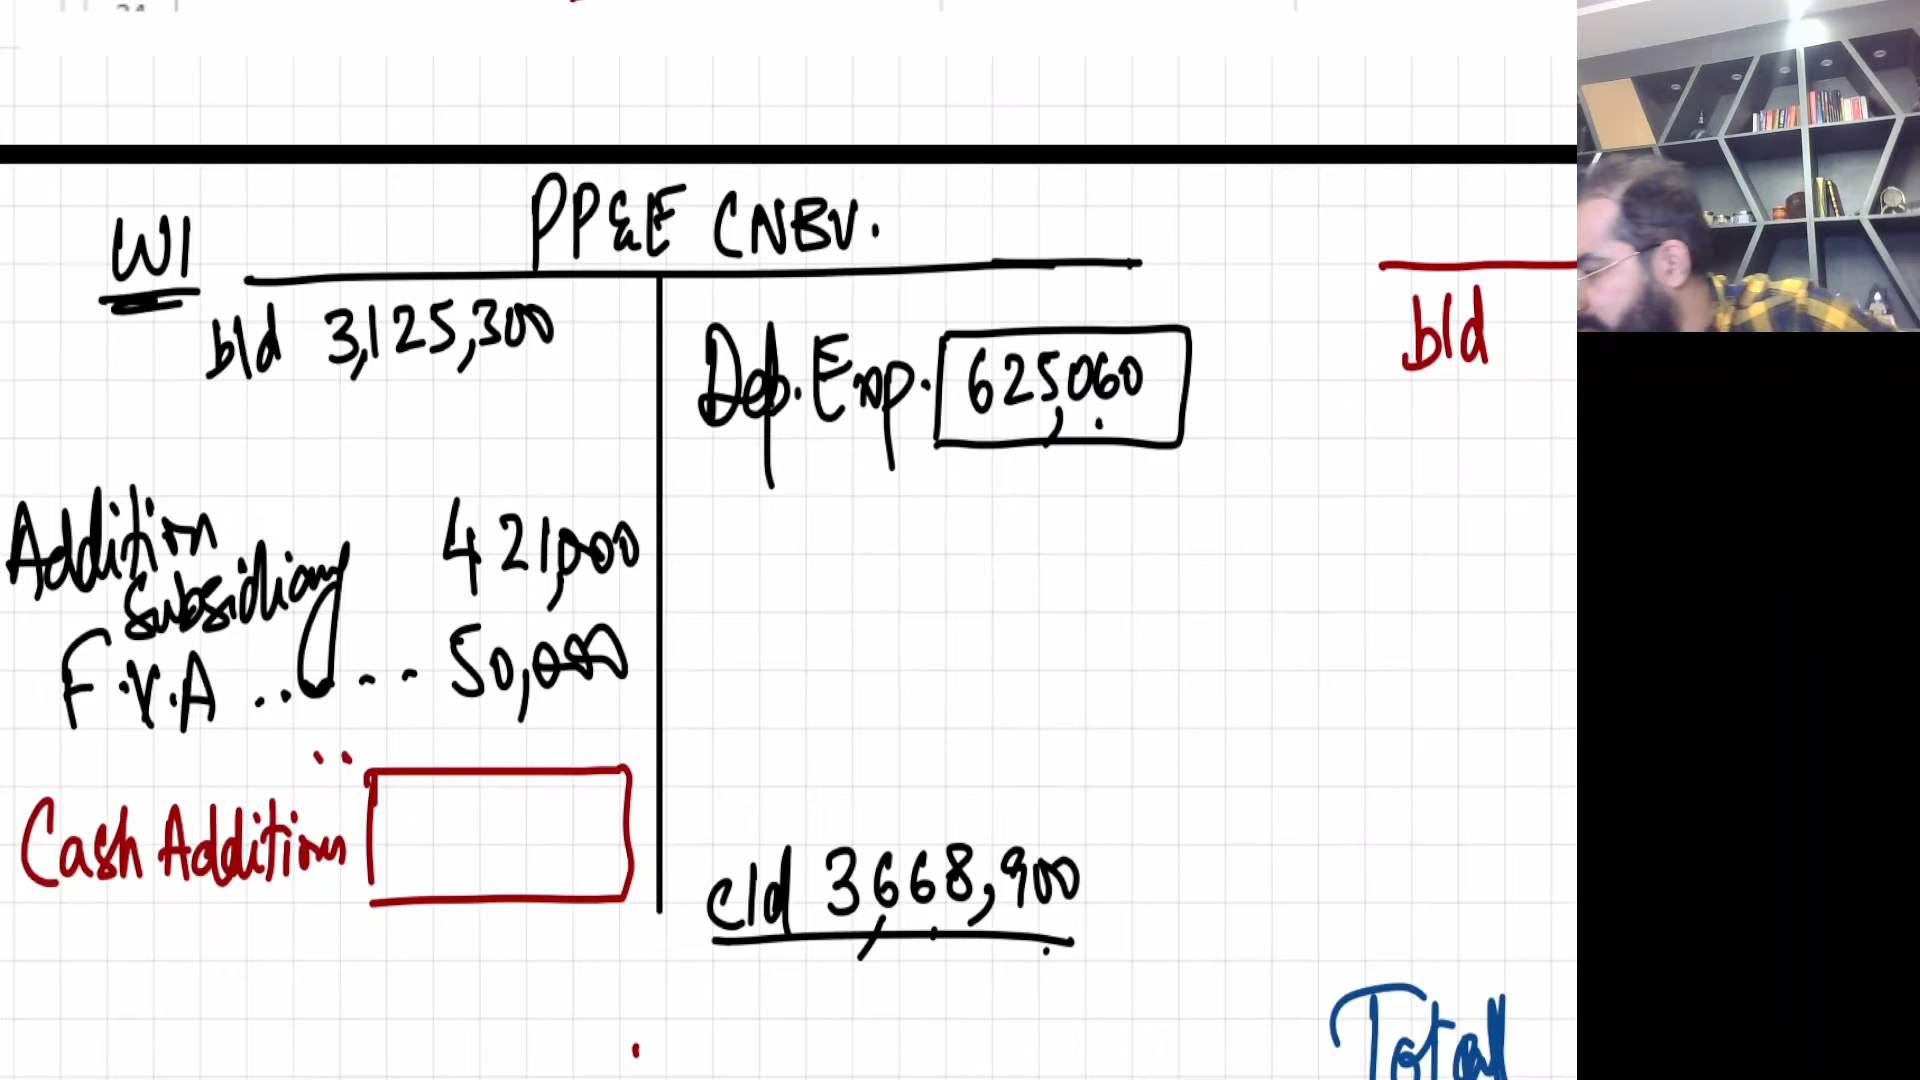 W1
PP&E CNBV.
b/d 3,125,300
Dep. Exp. 625,060
b/d
Addition
subsidiary 421,000
F.V.A ..... 50,000
Cash Addition
c/d 3,668,900
Total